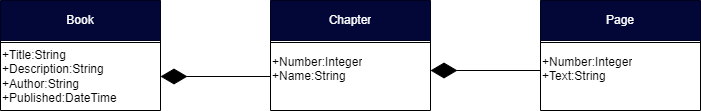 Book
+Title:String
+Description:String
+Author:String
+Published:DateTime
Chapter
+Number:Integer
+Name:String
Page
+Number:Integer
+Text:String